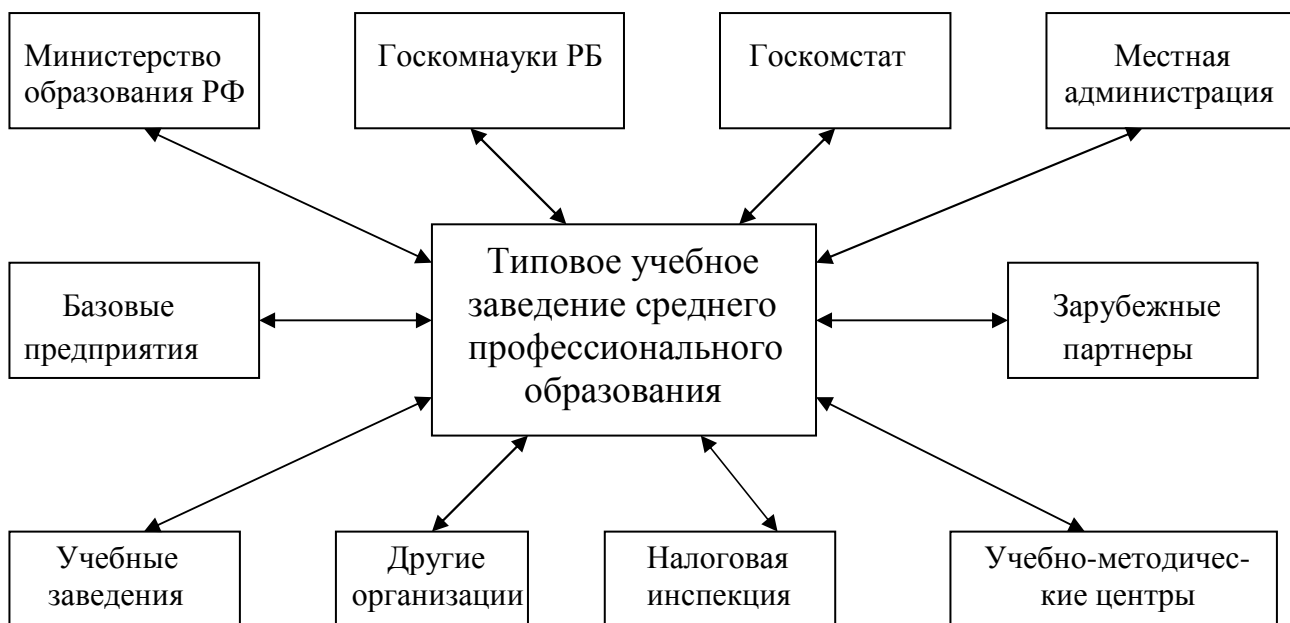 Министерство
образования РФ
Госкомнауки РБ
Госкомстат
Местная
администрация
Типовое учебное
заведение среднего
профессионального
образования
Базовые
предприятия
Зарубежные
партнеры
Учебные
заведения
Другие
организации
Налоговая
инспекция
Учебно-методичес-
кие центры